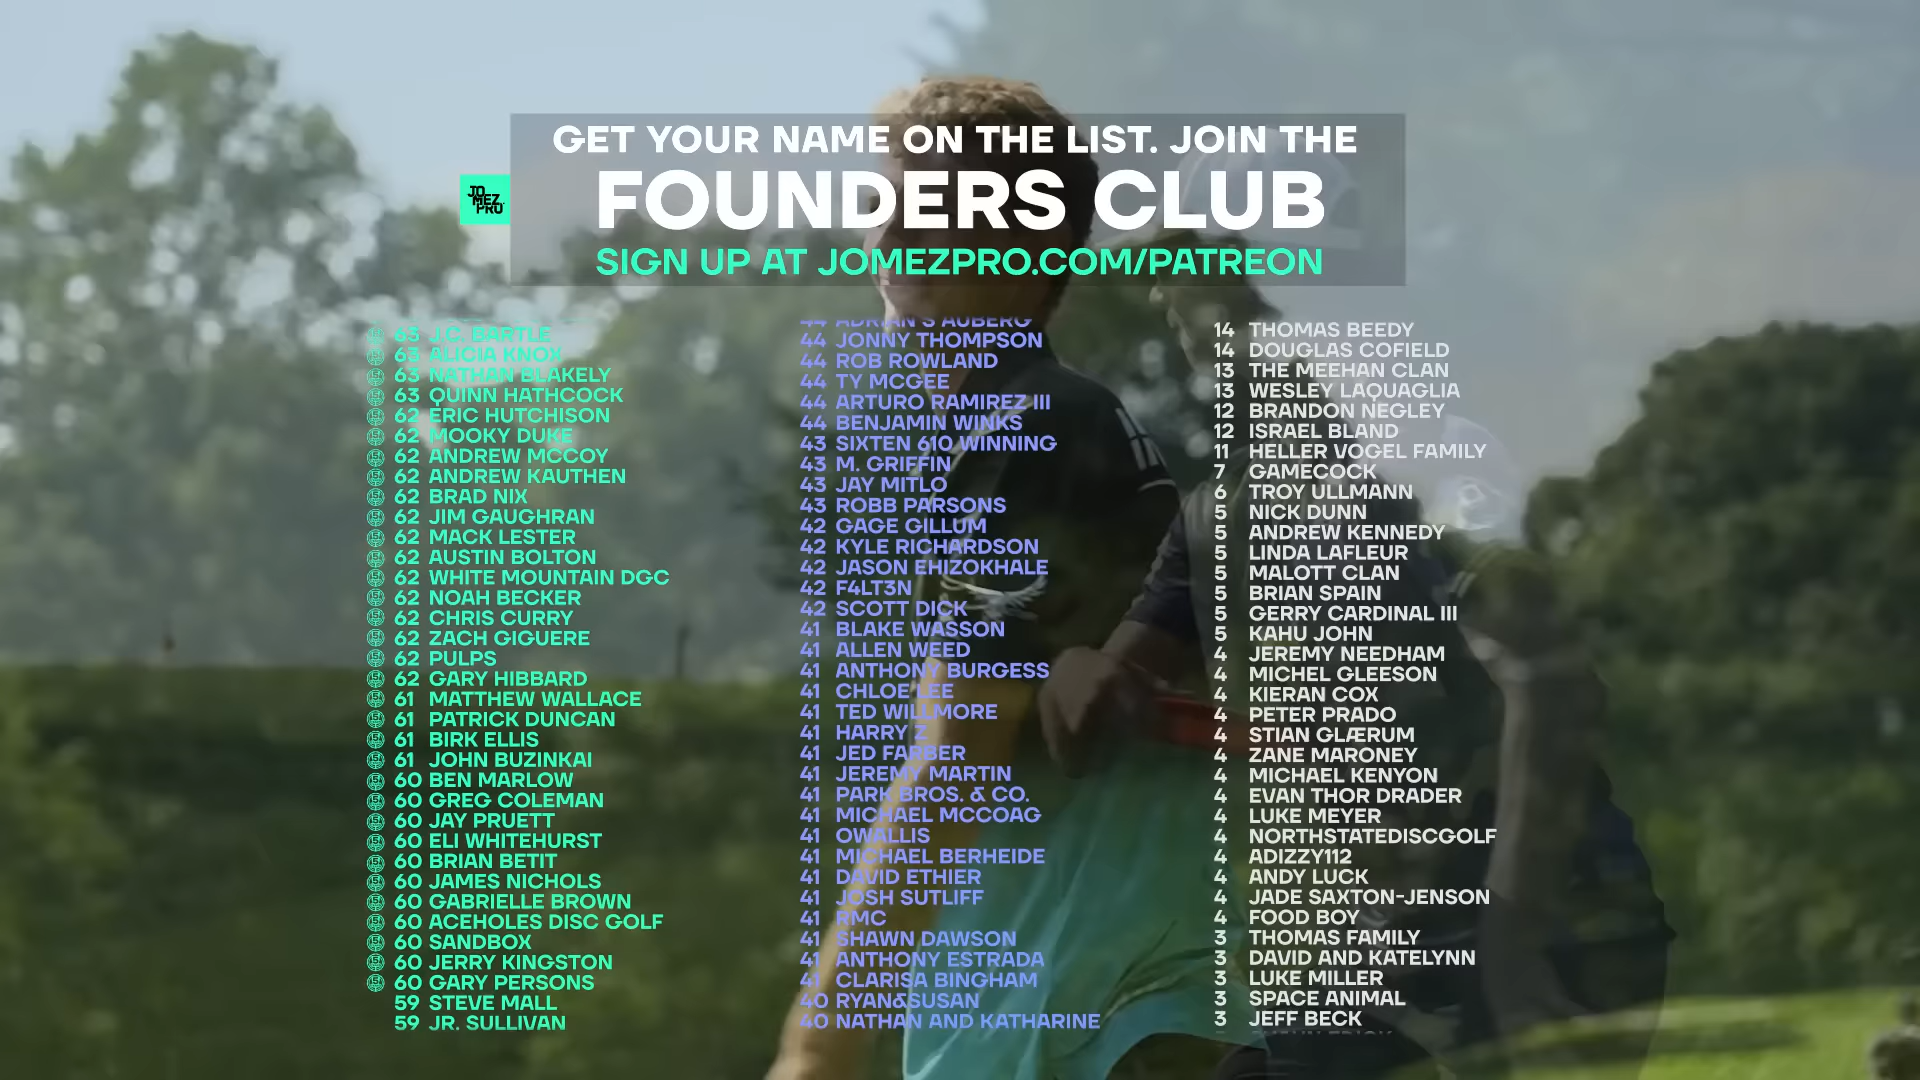 GET YOUR NAME ON THE LIST. JOIN THE
JO
MEZ
PRO
FOUNDERS CLUB
SIGN UP AT JOMEZPRO.COM/PATREON
63 J.C. BARTLE
63 ALICIA KNOX
63 NATHAN BLAKELY
63 QUINN HATHCOCK
62 ERIC HUTCHISON
62 MOOKY DUKE
62 ANDREW MCCOY
62 ANDREW KAUTHEN
62 BRAD NIX
62 JIM GAUGHRAN
62 MACK LESTER
62 AUSTIN BOLTON
62 WHITE MOUNTAIN DGC
62 NOAH BECKER
62 CHRIS CURRY
62 ZACH GIGUERE
62 PULPS
62 GARY HIBBARD
61 MATTHEW WALLACE
61 PATRICK DUNCAN
61 BIRK ELLIS
61 JOHN BUZINKAI
60 BEN MARLOW
60 GREG COLEMAN
60 JAY PRUETT
60 ELI WHITEHURST
60 BRIAN BETIT
60 JAMES NICHOLS
60 GABRIELLE BROWN
60 ACEHOLES DISC GOLF
60 SANDBOX
60 JERRY KINGSTON
60 GARY PERSONS
59 STEVE MALL
59 JR. SULLIVAN
44 ADRIAN S AUBERG
44 JONNY THOMPSON
44 ROB ROWLAND
44 TY MCGEE
44 ARTURO RAMIREZ III
44 BENJAMIN WINKS
43 SIXTEN 610 WINNING
43 M. GRIFFIN
43 JAY MITLO
43 ROBB PARSONS
42 GAGE GILLUM
42 KYLE RICHARDSON
42 JASON EHIZOKHALE
42 F4LT3N
42 SCOTT DICK
41 BLAKE WASSON
41 ALLEN WEED
41 ANTHONY BURGESS
41 CHLOE LEE
41 TED WILLMORE
41 HARRY Z
41 JED FARBER
41 JEREMY MARTIN
41 PARK BROS. & CO.
41 MICHAEL MCCOAG
41 OWALLIS
41 MICHAEL BERHEIDE
41 DAVID ETHIER
41 JOSH SUTLIFF
41 RMC
41 SHAWN DAWSON
41 ANTHONY ESTRADA
41 CLARISA BINGHAM
40 RYAN&SUSAN
40 NATHAN AND KATHARINE
14 THOMAS BEEDY
14 DOUGLAS COFIELD
13 THE MEEHAN CLAN
13 WESLEY LAQUAGLIA
12 BRANDON NEGLEY
12 ISRAEL BLAND
11 HELLER VOGEL FAMILY
7 GAMECOCK
6 TROY ULLMANN
5 NICK DUNN
5 ANDREW KENNEDY
5 LINDA LAFLEUR
5 MALOTT CLAN
5 BRIAN SPAIN
5 GERRY CARDINAL III
5 KAHU JOHN
4 JEREMY NEEDHAM
4 MICHEL GLEESON
4 KIERAN COX
4 PETER PRADO
4 STIAN GLÆRUM
4 ZANE MARONEY
4 MICHAEL KENYON
4 EVAN THOR DRADER
4 LUKE MEYER
4 NORTHSTATEDISCGOLF
4 ADIZZY112
4 ANDY LUCK
4 JADE SAXTON-JENSON
4 FOOD BOY
3 THOMAS FAMILY
3 DAVID AND KATELYNN
3 LUKE MILLER
3 SPACE ANIMAL
3 JEFF BECK